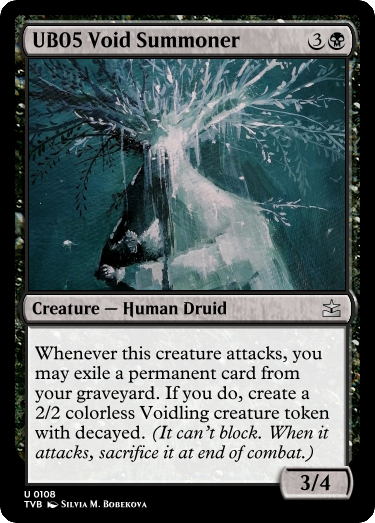 UB05 Void Summoner
3
Creature — Human Druid
Whenever this creature attacks, you
may exile a permanent card from
your graveyard. If you do, create a
2/2 colorless Voidling creature token
with decayed. (It can't block. When it
attacks, sacrifice it at end of combat.)
3/4
U 0108
TVB SILVIA M. BOBEKOVA